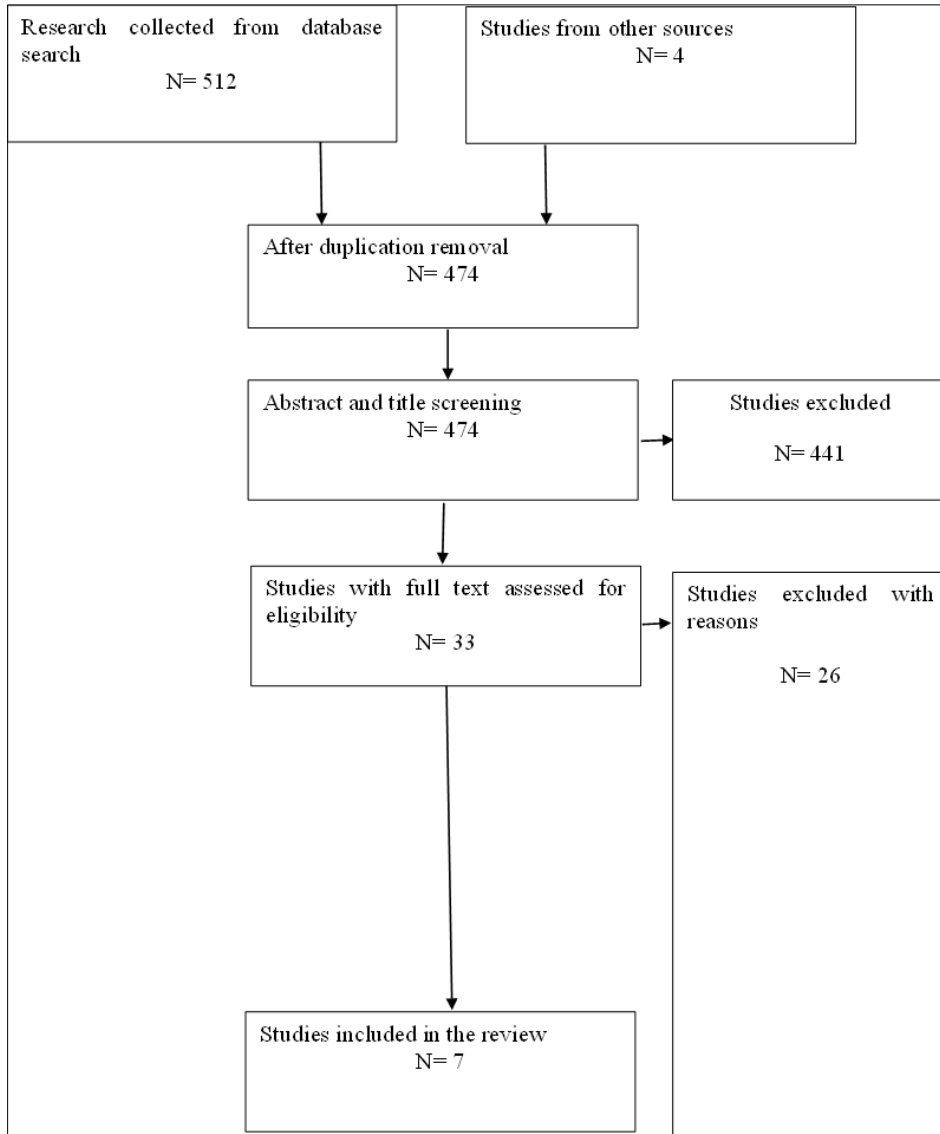 Research collected from database
search
N= 512
Studies from other sources
N= 4
After duplication removal
N= 474
Abstract and title screening
N= 474
Studies excluded
N= 441
Studies with full text assessed for
eligibility
N= 33
Studies excluded with
reasons
N= 26
Studies included in the review
N= 7